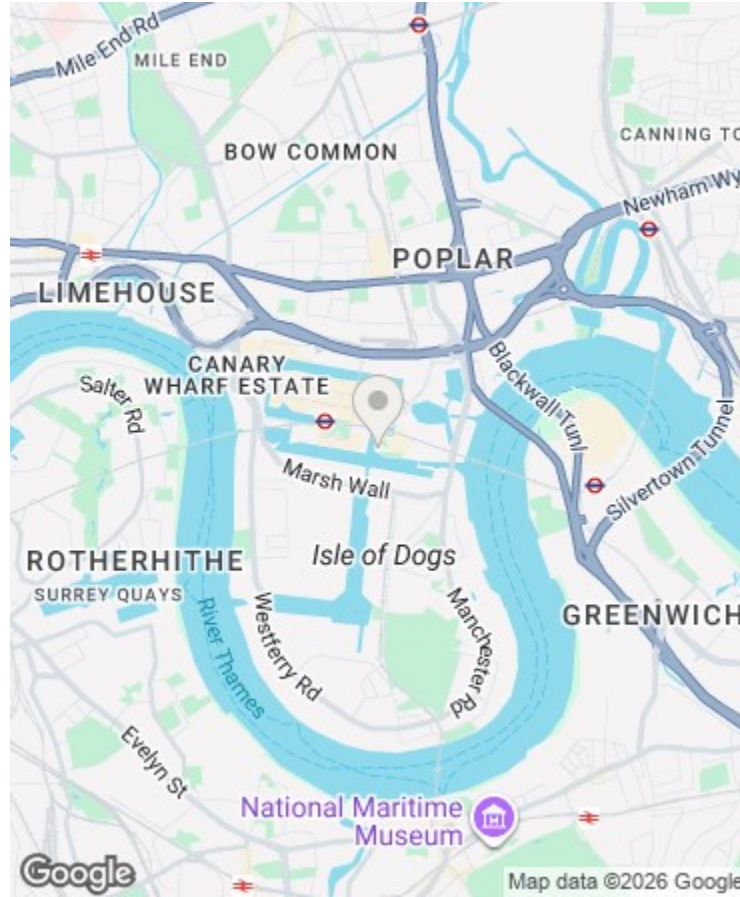 Mile End Rd
MILE END
BOW COMMON
CANNING TO
Newham Wy
POPLAR
LIMEHOUSE
CANARY
WHARF ESTATE
Blackwall Tunl
Salter Rd
Silvertown Tunnel
Marsh Wall
ROTHERHITHE
SURREY QUAYS
Isle of Dogs
GREENWICH
River Thames
Westferry Rd
Manchester Rd
Evelyn St
National Maritime
Museum
Google
Map data ©2026 Google